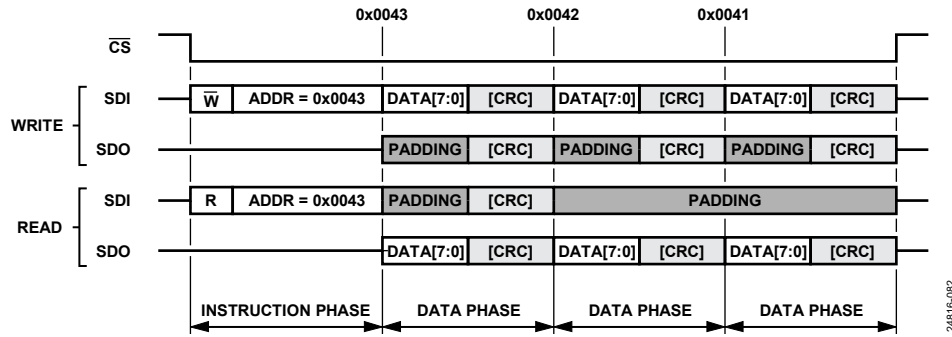 0x0043 0x0042 0x0041
CS
SDI W ADDR = 0x0043 DATA[7:0] [CRC] DATA[7:0] [CRC] DATA[7:0] [CRC]
WRITE
SDO PADDING [CRC] PADDING [CRC] PADDING [CRC]
SDI R ADDR = 0x0043 PADDING [CRC] PADDING
READ
SDO DATA[7:0] [CRC] DATA[7:0] [CRC] DATA[7:0] [CRC]
INSTRUCTION PHASE DATA PHASE DATA PHASE DATA PHASE
24816-082